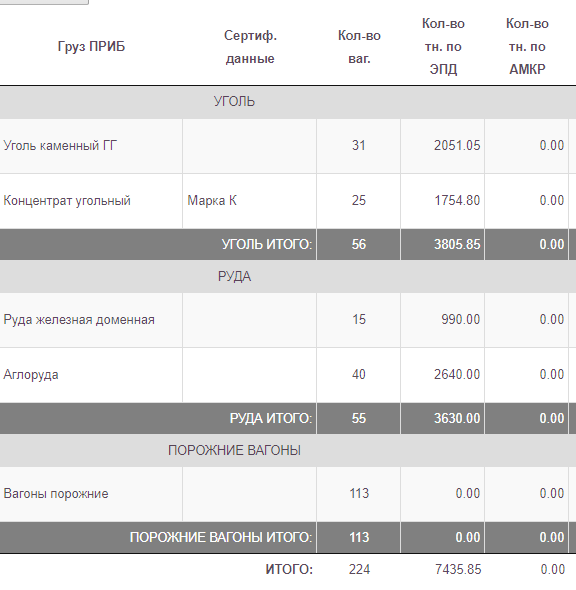 Груз ПРИБ Сертиф. данные Кол-во ваг. Кол-во тн. по ЭПД Кол-во тн. по АМКР
УГОЛЬ
Уголь каменный ГГ 31 2051.05 0.00
Концентрат угольный Марка К 25 1754.80 0.00
УГОЛЬ ИТОГО: 56 3805.85 0.00
РУДА
Руда железная доменная 15 990.00 0.00
Аглоруда 40 2640.00 0.00
РУДА ИТОГО: 55 3630.00 0.00
ПОРОЖНИЕ ВАГОНЫ
Вагоны порожние 113 0.00 0.00
ПОРОЖНИЕ ВАГОНЫ ИТОГО: 113 0.00 0.00
ИТОГО: 224 7435.85 0.00